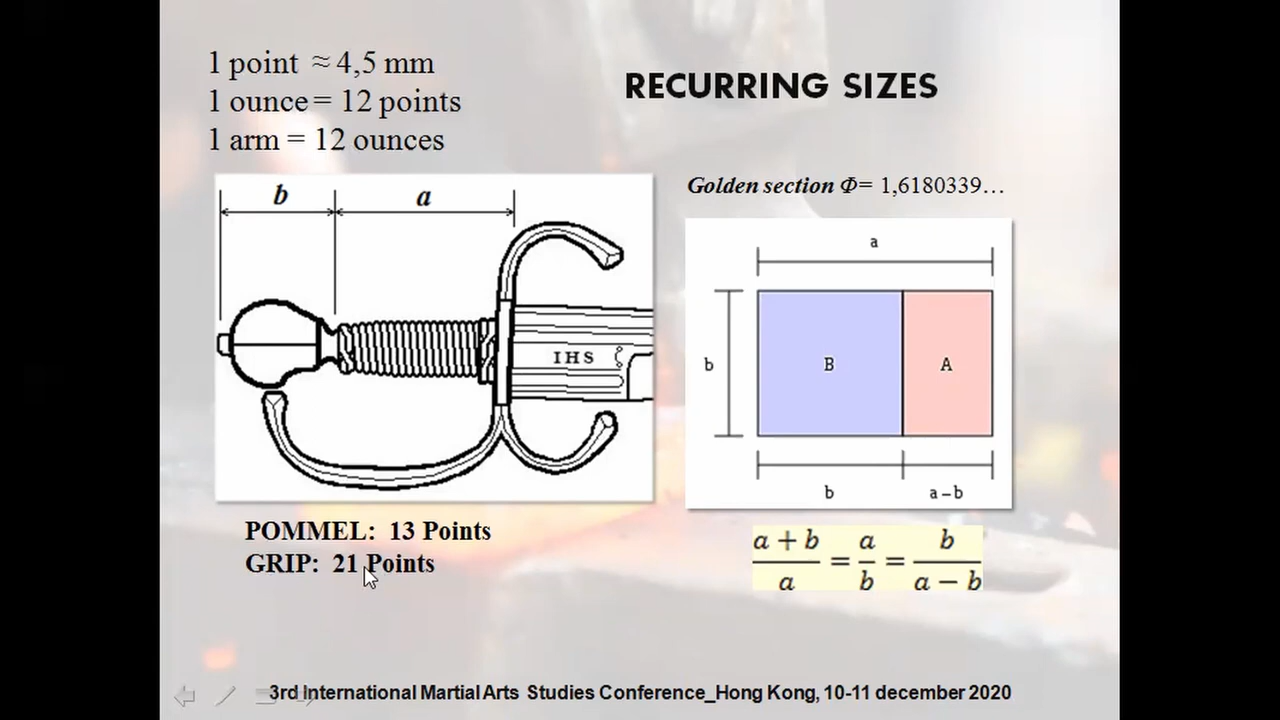 1 point ≈ 4,5 mm
1 ounce = 12 points
1 arm = 12 ounces
RECURRING SIZES
Golden section Φ= 1,6180339…
b
a
IHS
a
b
B
A
b
a-b
POMMEL: 13 Points
GRIP: 21 Points
a + b / a = a / b = b / a − b
3rd International Martial Arts Studies Conference_Hong Kong, 10-11 december 2020